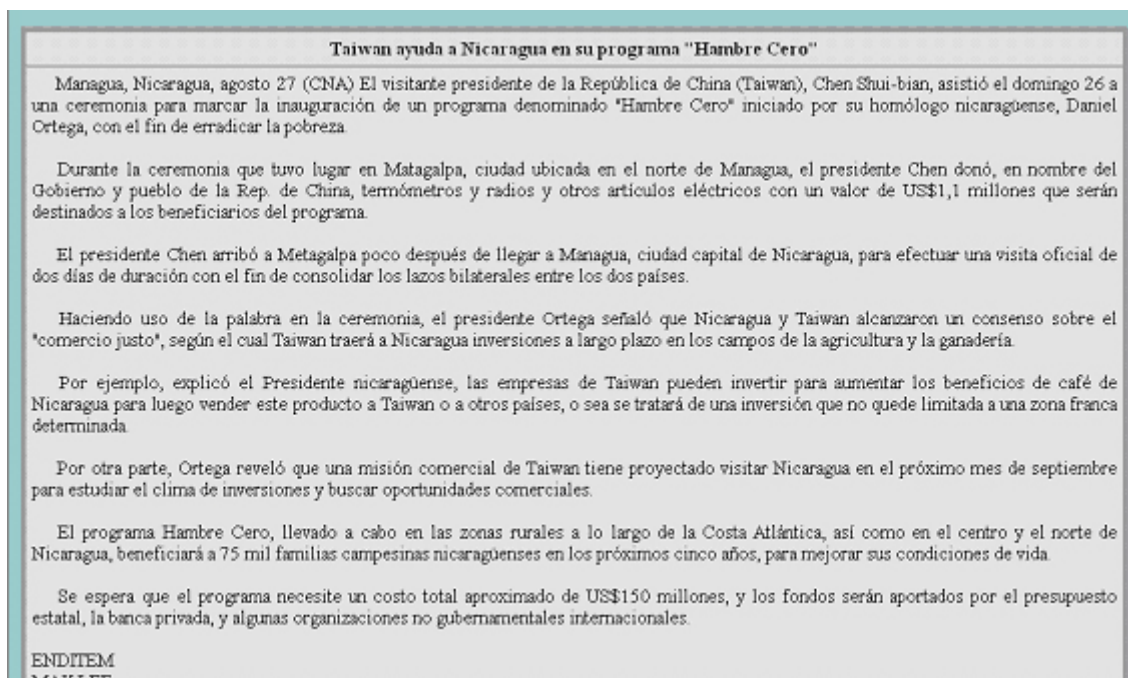 Taiwan ayuda a Nicaragua en su programa "Hambre Cero"
Managua, Nicaragua, agosto 27 (CNA) El visitante presidente de la República de China (Taiwan), Chen Shui-bian, asistió el domingo 26 a
una ceremonia para marcar la inauguración de un programa denominado "Hambre Cero" iniciado por su homólogo nicaragüense, Daniel
Ortega, con el fin de erradicar la pobreza.
Durante la ceremonia que tuvo lugar en Matagalpa, ciudad ubicada en el norte de Managua, el presidente Chen donó, en nombre del
Gobierno y pueblo de la Rep. de China, termómetros y radios y otros artículos eléctricos con un valor de US$1,1 millones que serán
destinados a los beneficiarios del programa.
El presidente Chen arribó a Metagalpa poco después de llegar a Managua, ciudad capital de Nicaragua, para efectuar una visita oficial de
dos días de duración con el fin de consolidar los lazos bilaterales entre los dos países.
Haciendo uso de la palabra en la ceremonia, el presidente Ortega señaló que Nicaragua y Taiwan alcanzaron un consenso sobre el
"comercio justo", según el cual Taiwan traerá a Nicaragua inversiones a largo plazo en los campos de la agricultura y la ganadería.
Por ejemplo, explicó el Presidente nicaragüense, las empresas de Taiwan pueden invertir para aumentar los beneficios de café de
Nicaragua para luego vender este producto a Taiwan o a otros países, o sea se tratará de una inversión que no quede limitada a una zona franca
determinada.
Por otra parte, Ortega reveló que una misión comercial de Taiwan tiene proyectado visitar Nicaragua en el próximo mes de septiembre
para estudiar el clima de inversiones y buscar oportunidades comerciales.
El programa Hambre Cero, llevado a cabo en las zonas rurales a lo largo de la Costa Atlántica, así como en el centro y el norte de
Nicaragua, beneficiará a 75 mil familias campesinas nicaragüenses en los próximos cinco años, para mejorar sus condiciones de vida.
Se espera que el programa necesite un costo total aproximado de US$150 millones, y los fondos serán aportados por el presupuesto
estatal, la banca privada, y algunas organizaciones no gubernamentales internacionales.
ENDITEM